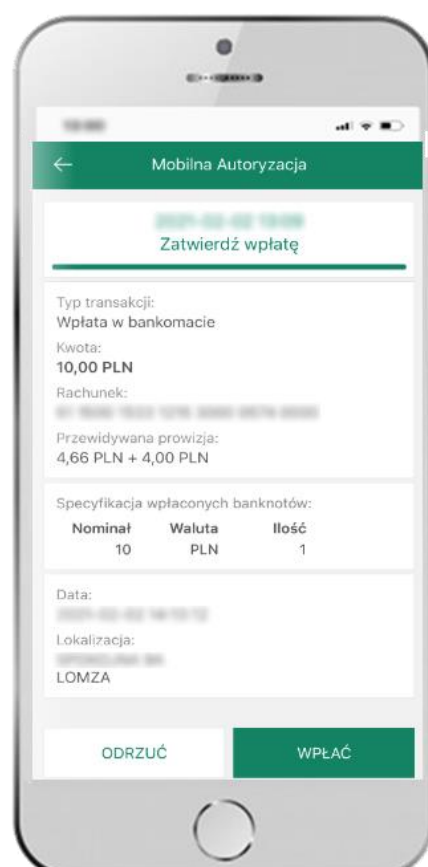 Mobilna Autoryzacja
Zatwierdź wpłatę
Typ transakcji:
Wpłata w bankomacie
Kwota:
10,00 PLN
Rachunek:
Przewidywana prowizja:
4,66 PLN + 4,00 PLN
Specyfikacja wpłaconych banknotów:
Nominał Waluta Ilość
10 PLN 1
Data:
Lokalizacja:
LOMZA
ODRZUĆ WPŁAĆ